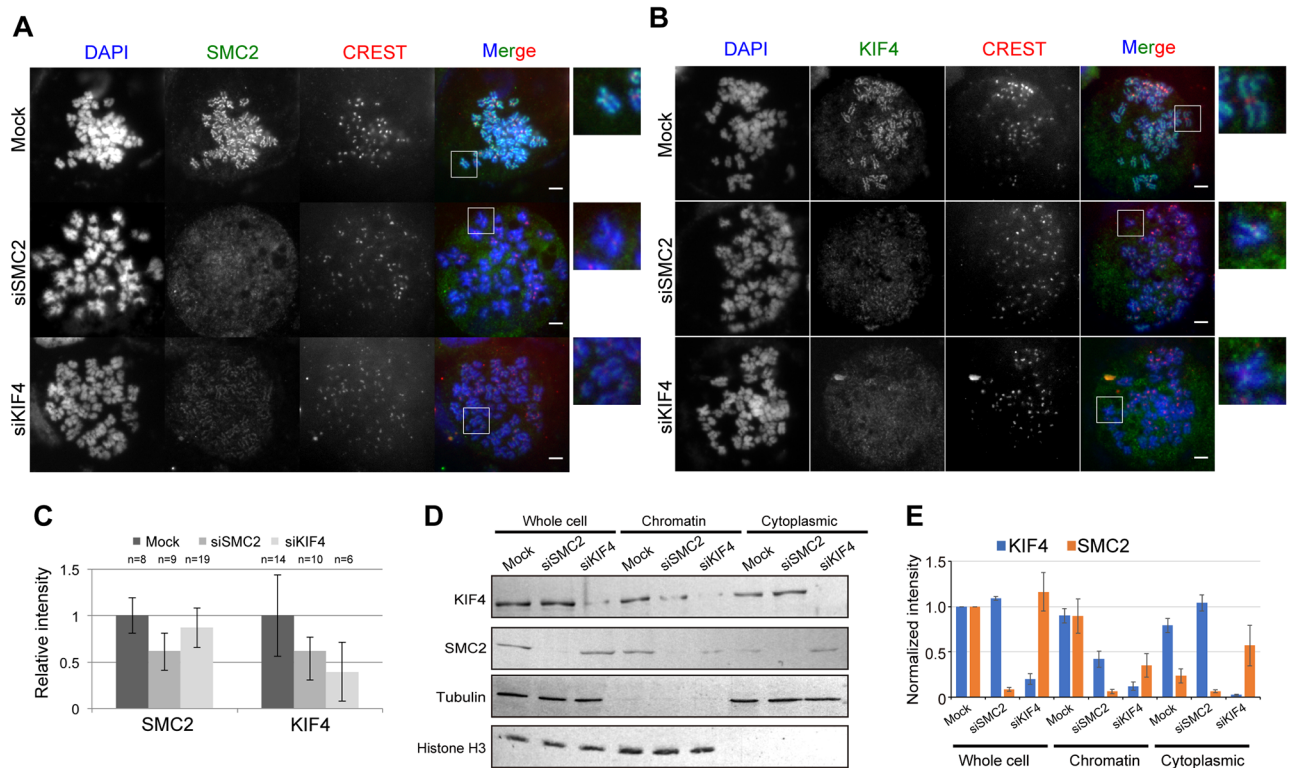 A
DAPI SMC2 CREST Merge
Mock
siSMC2
siKIF4
B
DAPI KIF4 CREST Merge
Mock
siSMC2
siKIF4
C
Mock siSMC2 siKIF4
n=8 n=9 n=19 n=14 n=10 n=6
1.5
1
0.5
0
Relative intensity
SMC2 KIF4
D
Whole cell Chromatin Cytoplasmic
Mock siSMC2 siKIF4 Mock siSMC2 siKIF4 Mock siSMC2 siKIF4
KIF4
SMC2
Tubulin
Histone H3
E
KIF4 SMC2
1.5
1.0
0.5
0
Normalized intensity
Mock siSMC2 siKIF4 Mock siSMC2 siKIF4 Mock siSMC2 siKIF4
Whole cell Chromatin Cytoplasmic